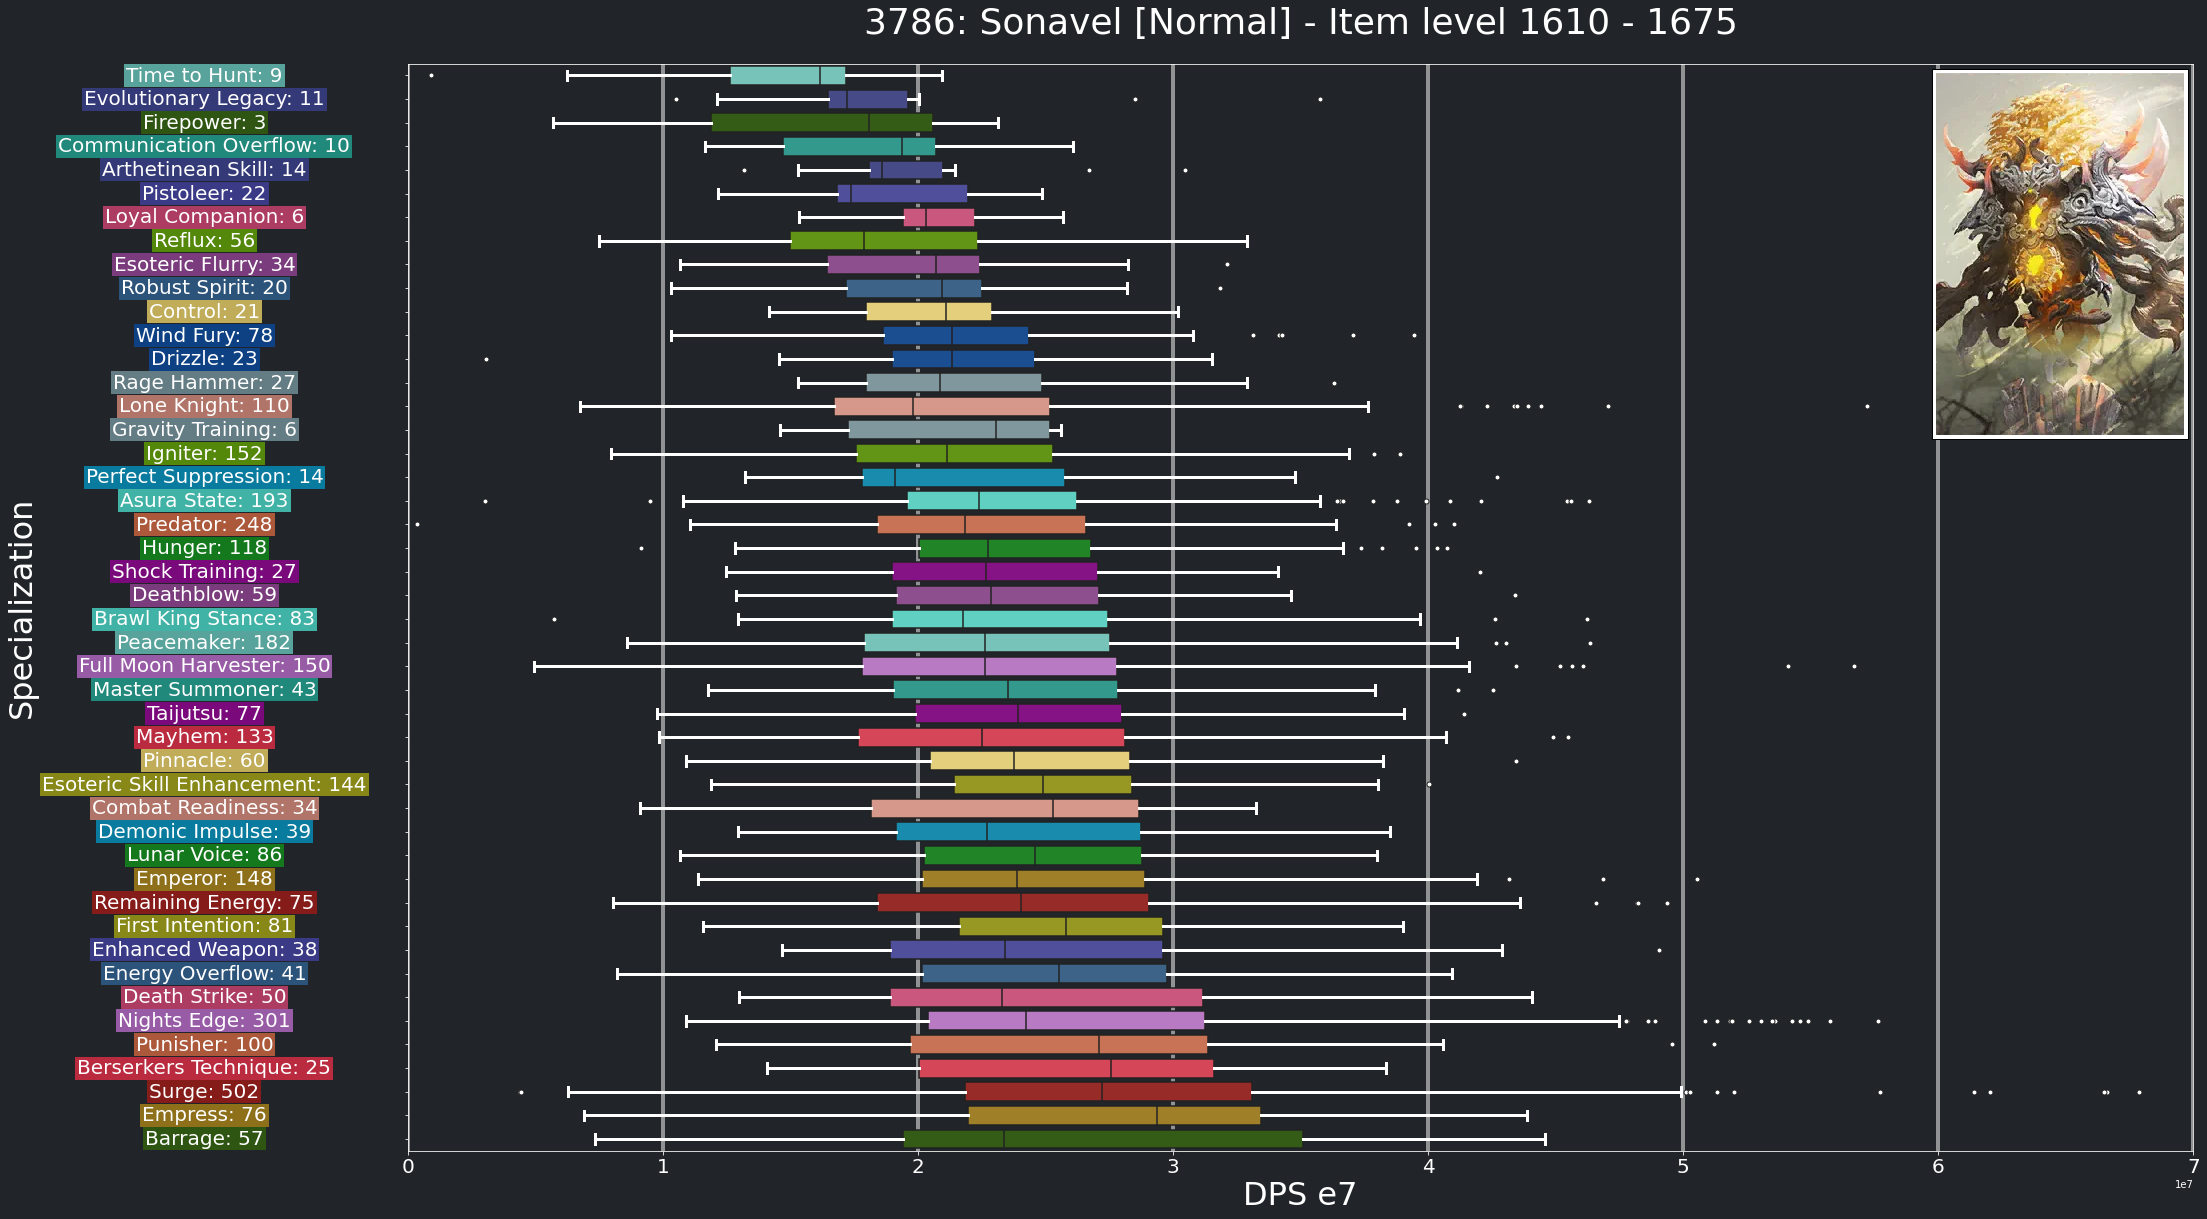 3786: Sonavel [Normal] - Item level 1610 - 1675
Time to Hunt: 9
Evolutionary Legacy: 11
Firepower: 3
Communication Overflow: 10
Arthetinean Skill: 14
Pistoleer: 22
Loyal Companion: 6
Reflux: 56
Esoteric Flurry: 34
Robust Spirit: 20
Control: 21
Wind Fury: 78
Drizzle: 23
Rage Hammer: 27
Lone Knight: 110
Gravity Training: 6
Igniter: 152
Perfect Suppression: 14
Asura State: 193
Predator: 248
Hunger: 118
Shock Training: 27
Deathblow: 59
Brawl King Stance: 83
Peacemaker: 182
Full Moon Harvester: 150
Master Summoner: 43
Taijutsu: 77
Mayhem: 133
Pinnacle: 60
Esoteric Skill Enhancement: 144
Combat Readiness: 34
Demonic Impulse: 39
Lunar Voice: 86
Emperor: 148
Remaining Energy: 75
First Intention: 81
Enhanced Weapon: 38
Energy Overflow: 41
Death Strike: 50
Nights Edge: 301
Punisher: 100
Berserkers Technique: 25
Surge: 502
Empress: 76
Barrage: 57
Specialization
0 1 2 3 4 5 6 7
1e7
DPS e7